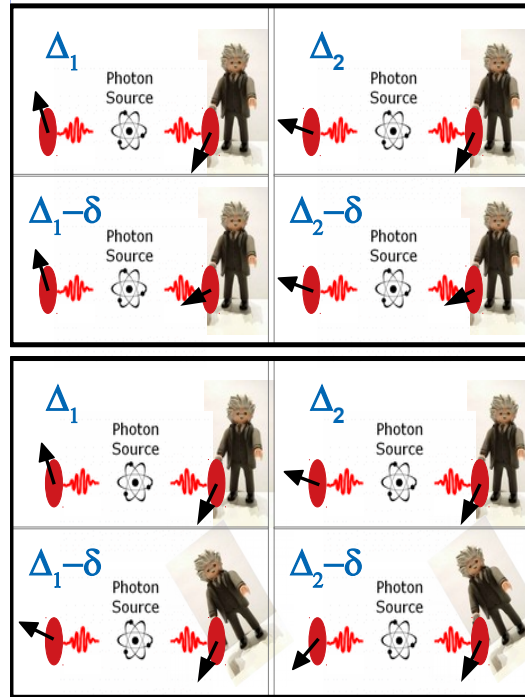 Δ₁
Photon
Source
Δ₂
Photon
Source
Δ₁−δ
Photon
Source
Δ₂−δ
Photon
Source
Δ₁
Photon
Source
Δ₂
Photon
Source
Δ₁−δ
Photon
Source
Δ₂−δ
Photon
Source